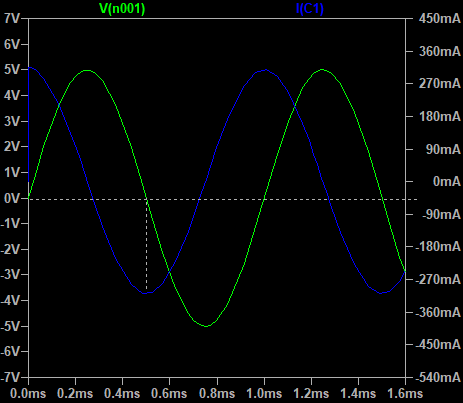 V(n001) I(C1)
7V 450mA
6V 360mA
5V 270mA
4V 180mA
3V 90mA
2V 0mA
1V -90mA
0V -180mA
-1V -270mA
-2V -360mA
-3V -450mA
-4V -540mA
-5V
-6V
-7V
0.0ms 0.2ms 0.4ms 0.6ms 0.8ms 1.0ms 1.2ms 1.4ms 1.6ms